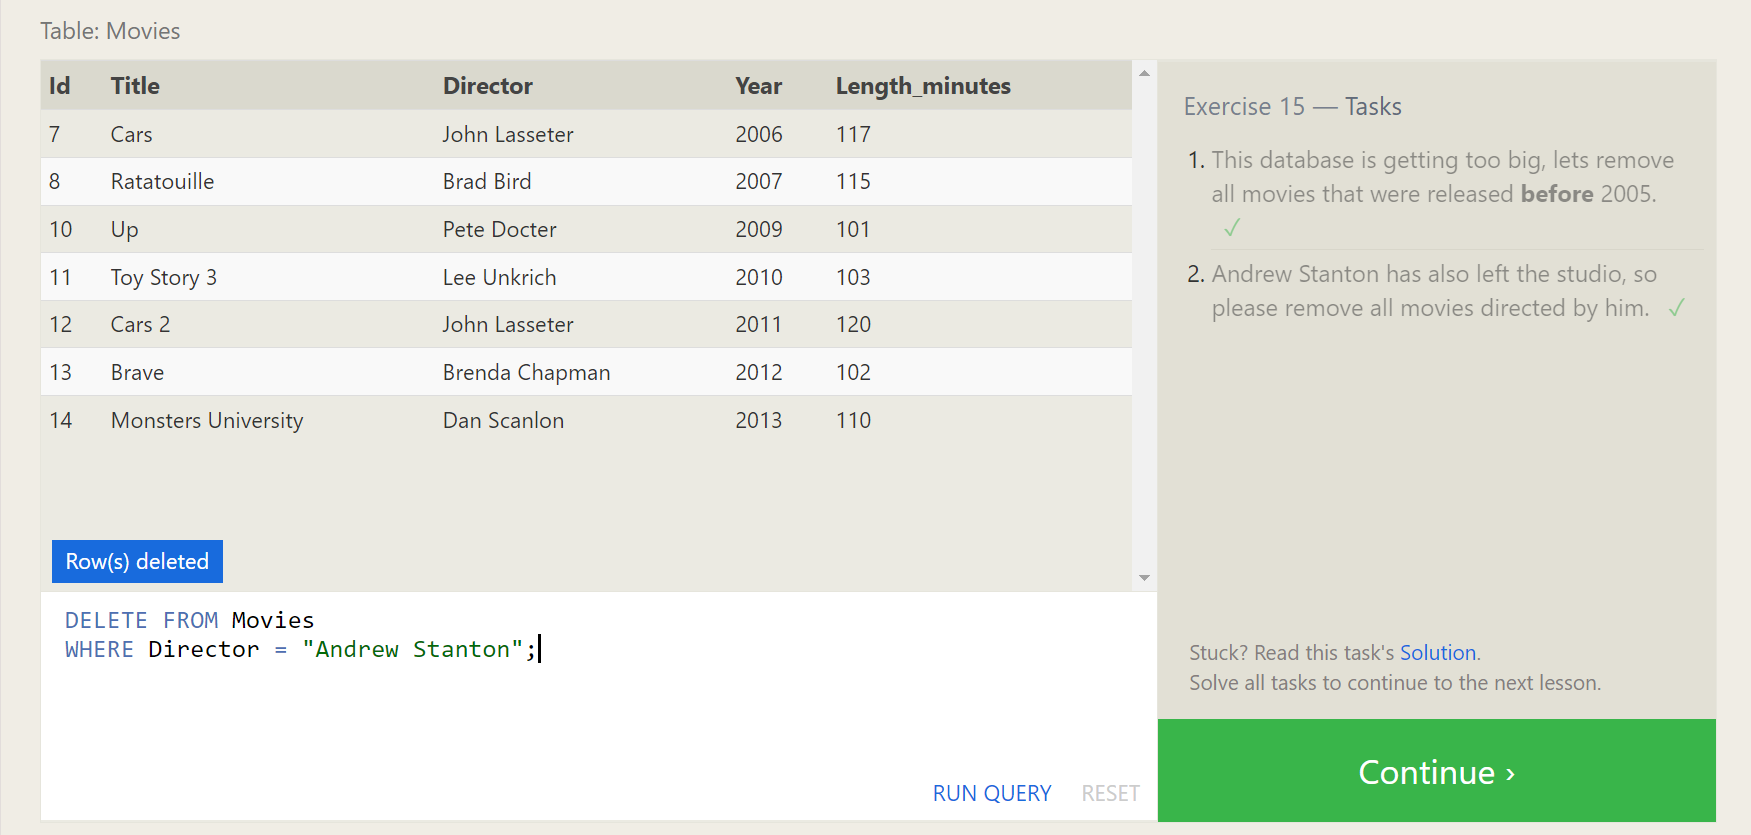 Table: Movies
Id Title Director Year Length_minutes
7 Cars John Lasseter 2006 117
8 Ratatouille Brad Bird 2007 115
10 Up Pete Docter 2009 101
11 Toy Story 3 Lee Unkrich 2010 103
12 Cars 2 John Lasseter 2011 120
13 Brave Brenda Chapman 2012 102
14 Monsters University Dan Scanlon 2013 110
Row(s) deleted
DELETE FROM Movies
WHERE Director = "Andrew Stanton";
RUN QUERY RESET
Exercise 15 — Tasks
1. This database is getting too big, lets remove
all movies that were released before 2005.
✓
2. Andrew Stanton has also left the studio, so
please remove all movies directed by him. ✓
Stuck? Read this task's Solution.
Solve all tasks to continue to the next lesson.
Continue ›